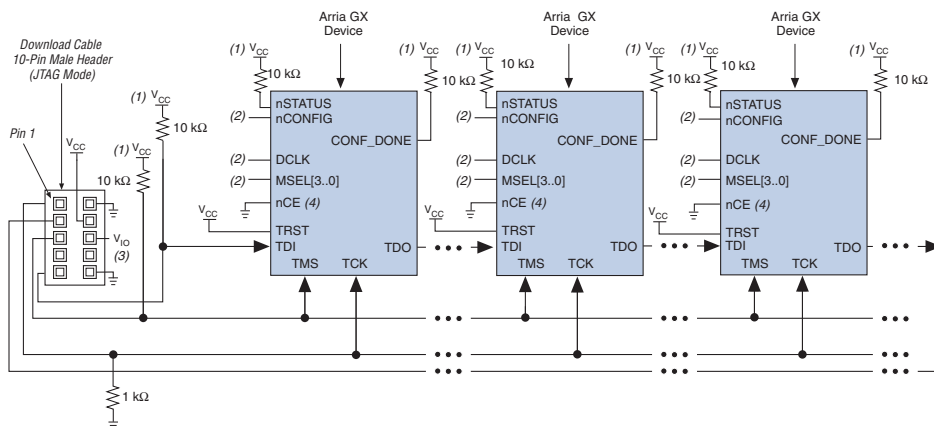 Download Cable
10-Pin Male Header
(JTAG Mode)
Pin 1
VCC
VIO
(3)
(1) VCC
10 kΩ
(1) VCC
10 kΩ
1 kΩ
Arria GX
Device
(1) VCC
10 kΩ
(1) VCC
10 kΩ
nSTATUS
(2) nCONFIG
CONF_DONE
(2) DCLK
(2) MSEL[3..0]
nCE (4)
VCC
TRST
TDI
TDO
TMS
TCK
Arria GX
Device
(1) VCC
10 kΩ
(1) VCC
10 kΩ
nSTATUS
(2) nCONFIG
CONF_DONE
(2) DCLK
(2) MSEL[3..0]
nCE (4)
VCC
TRST
TDI
TDO
TMS
TCK
Arria GX
Device
(1) VCC
10 kΩ
(1) VCC
10 kΩ
nSTATUS
(2) nCONFIG
CONF_DONE
(2) DCLK
(2) MSEL[3..0]
nCE (4)
VCC
TRST
TDI
TDO
TMS
TCK